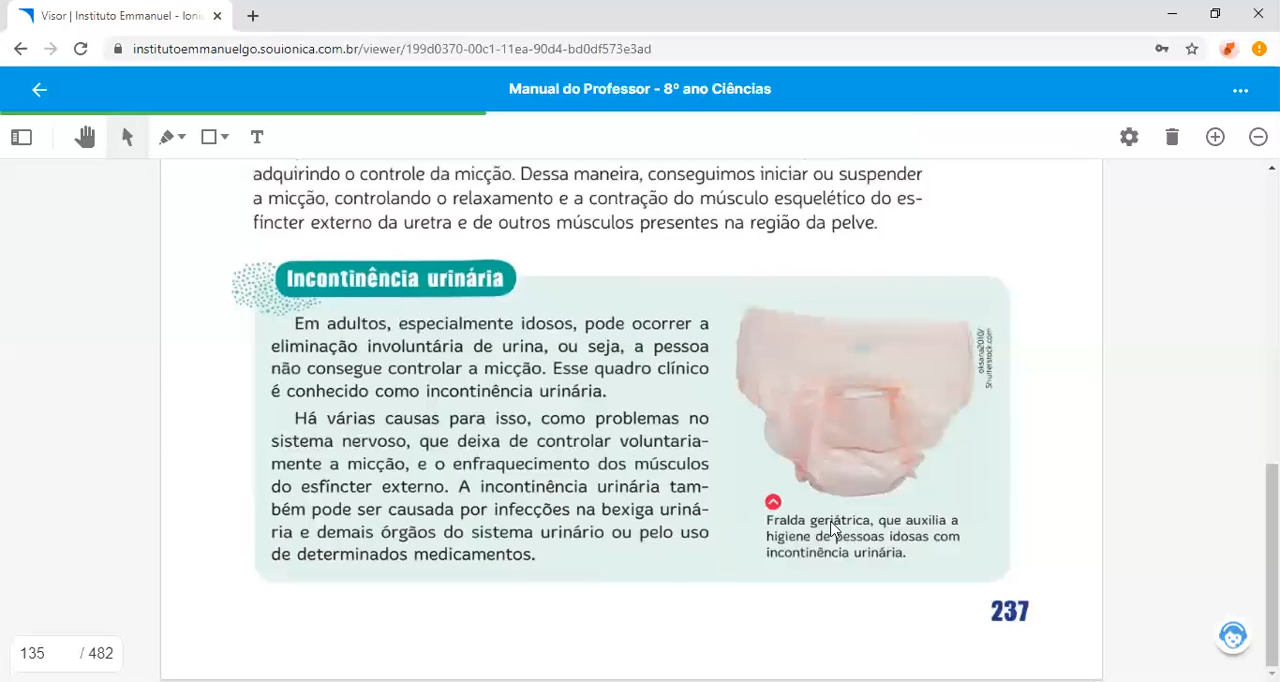 Visor | Instituto Emmanuel - Ioni
institutoemmanuelgo.souionica.com.br/viewer/199d0370-00c1-11ea-90d4-bd0df573e3ad
Manual do Professor - 8º ano Ciências
T
adquirindo o controle da micção. Dessa maneira, conseguimos iniciar ou suspender
a micção, controlando o relaxamento e a contração do músculo esquelético do es-
fíncter externo da uretra e de outros músculos presentes na região da pelve.
Incontinência urinária
Em adultos, especialmente idosos, pode ocorrer a
eliminação involuntária de urina, ou seja, a pessoa
não consegue controlar a micção. Esse quadro clínico
é conhecido como incontinência urinária.
Há várias causas para isso, como problemas no
sistema nervoso, que deixa de controlar voluntaria-
mente a micção, e o enfraquecimento dos músculos
do esfíncter externo. A incontinência urinária tam-
bém pode ser causada por infecções na bexiga uriná-
ria e demais órgãos do sistema urinário ou pelo uso
de determinados medicamentos.
oksana2010/
Shutterstock.com
Fralda geriátrica, que auxilia a
higiene de pessoas idosas com
incontinência urinária.
237
135 / 482